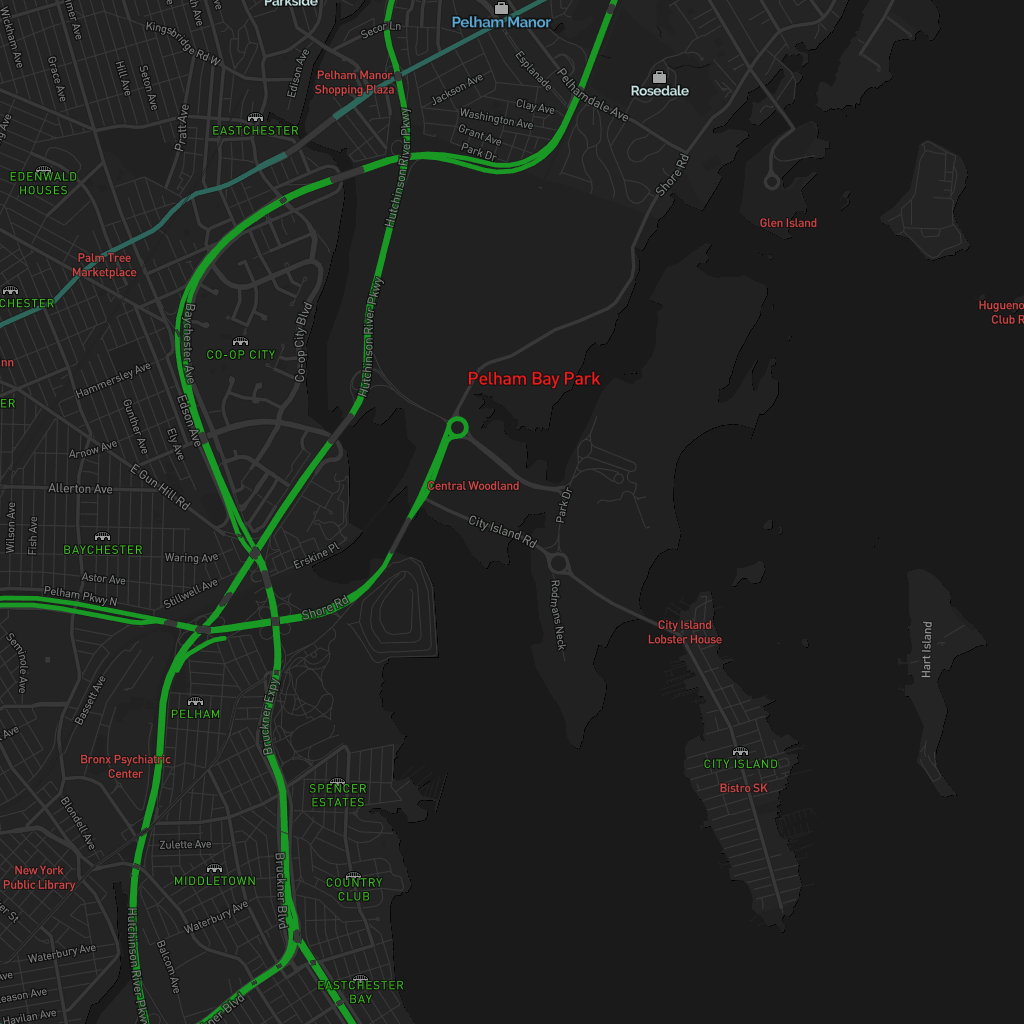 Parkside
Wickham Ave
Kingsbridge Rd W
Secor Ln
Pelham Manor
Grace Ave
Hill Ave
Seton Ave
Edison Ave
Pelham Manor
Shopping Plaza
Esplanade
Pelhamdale Ave
Rosedale
Jackson Ave
Clay Ave
Washington Ave
Grant Ave
Park Dr
Pratt Ave
EASTCHESTER
Hutchinson River Pkwy
EDENWALD
HOUSES
Shore Rd
Glen Island
Palm Tree
Marketplace
CHESTER
Hugueno
Club R
Baychester Ave
Co-op City Blvd
Hutchinson River Pkwy
CO-OP CITY
nn
Hammersley Ave
Pelham Bay Park
ER
Gunther Ave
Edson Ave
Ely Ave
Arnow Ave
E Gun Hill Rd
Allerton Ave
Central Woodland
Park Dr
Wilson Ave
Fish Ave
City Island Rd
BAYCHESTER
Waring Ave
Erskine Pl
Astor Ave
Stillwell Ave
Pelham Pkwy N
Shore Rd
Rodmans Neck
City Island
Lobster House
Hart Island
Seminole Ave
Bassett Ave
PELHAM
Bruckner Expy
Bronx Psychiatric
Center
CITY ISLAND
Bistro SK
SPENCER
ESTATES
Blondell Ave
Zulette Ave
New York
Public Library
MIDDLETOWN
COUNTRY
CLUB
Bruckner Blvd
er St
Waterbury Ave
Waterbury Ave
Balcom Ave
Hutchinson River Pkwy
EASTCHESTER
BAY
eason Ave
Havilan Ave
ner Blvd